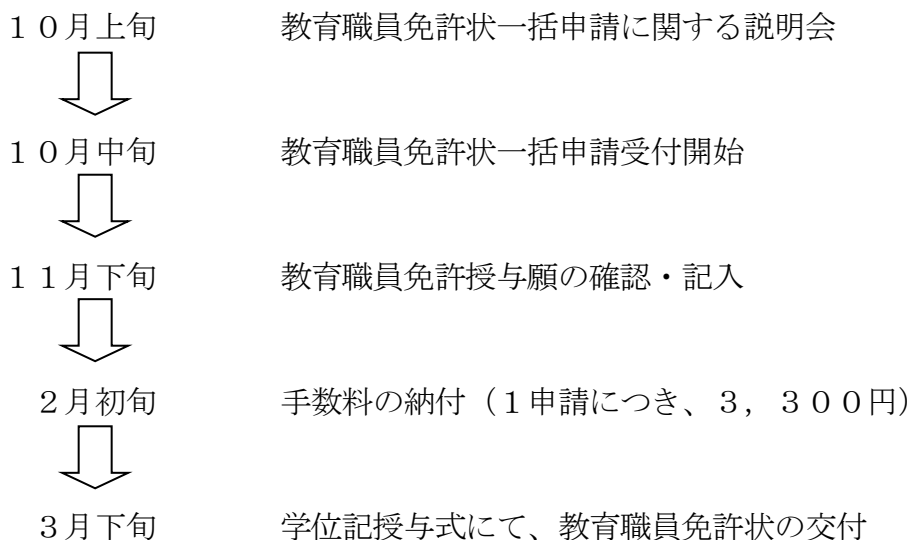 １０月上旬　　　　教育職員免許状一括申請に関する説明会
１０月中旬　　　　教育職員免許状一括申請受付開始
１１月下旬　　　　教育職員免許授与願の確認・記入
２月初旬　　　　手数料の納付（１申請につき、３，３００円）
３月下旬　　　　学位記授与式にて、教育職員免許状の交付